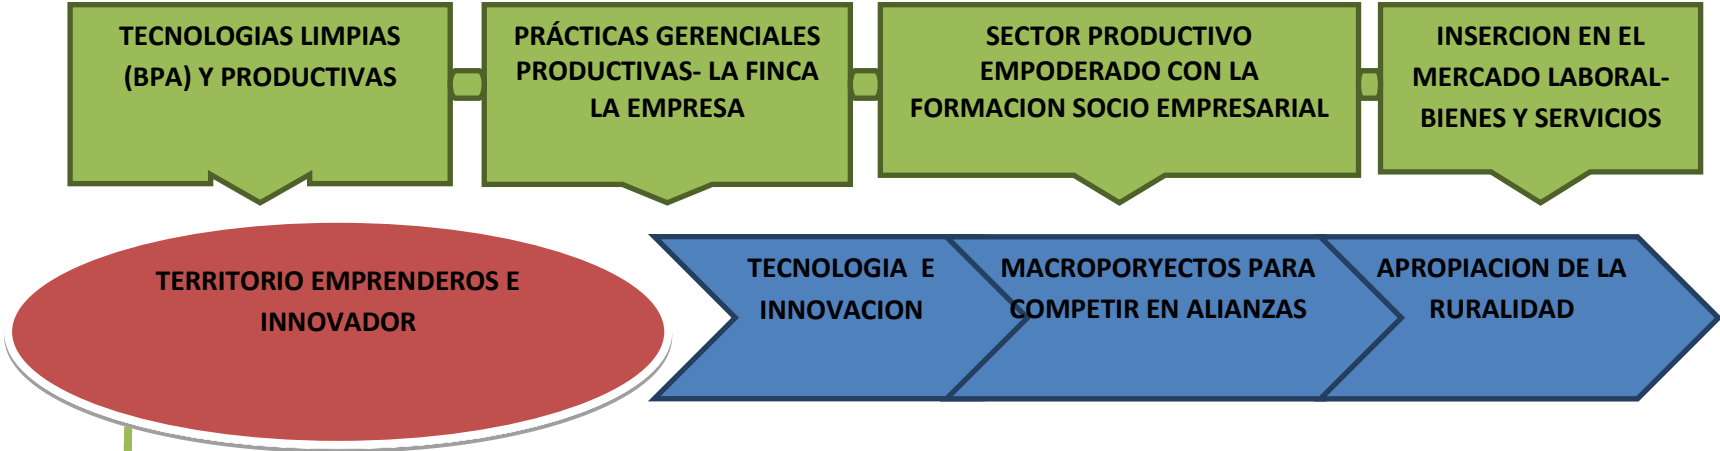 TECNOLOGIAS LIMPIAS
(BPA) Y PRODUCTIVAS
PRÁCTICAS GERENCIALES
PRODUCTIVAS- LA FINCA
LA EMPRESA
SECTOR PRODUCTIVO
EMPODERADO CON LA
FORMACION SOCIO EMPRESARIAL
INSERCION EN EL
MERCADO LABORAL-
BIENES Y SERVICIOS
TERRITORIO EMPRENDEROS E
INNOVADOR
TECNOLOGIA E
INNOVACION
MACROPORYECTOS PARA
COMPETIR EN ALIANZAS
APROPIACION DE LA
RURALIDAD